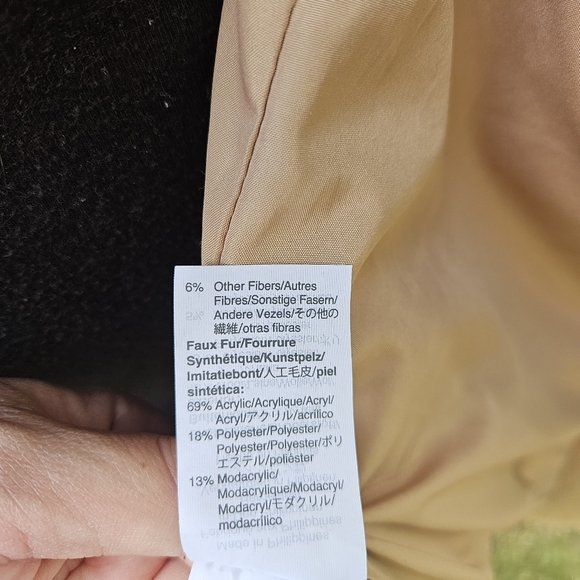 6% Other Fibers/Autres
Fibres/Sonstige Fasern/
Andere Vezels/その他の
繊維/otras fibras
Faux Fur/Fourrure
Synthétique/Kunstpelz/
Imitatiebont/人工毛皮/piel
sintética:
69% Acrylic/Acrylique/Acryl/
Acryl/アクリル/acrílico
18% Polyester/Polyester/
Polyester/Polyester/ポリ
エステル/poliéster
13% Modacrylic/
Modacrylique/Modacryl/
Modacryl/モダクリル/
modacrílico
Made in Philippines